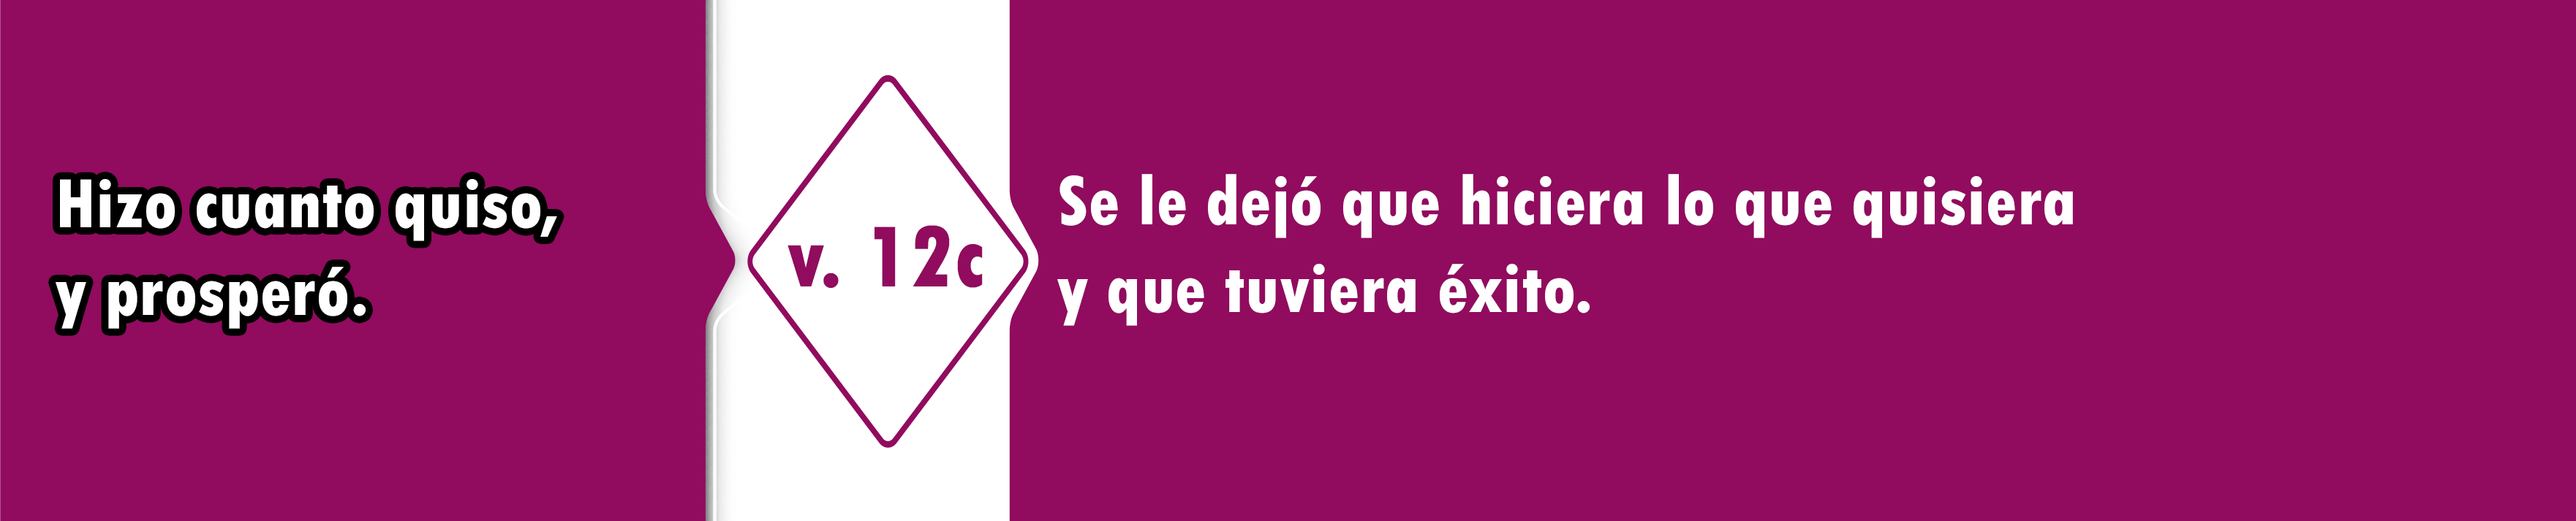 Hizo cuanto quiso,
y prosperó.
v. 12c
Se le dejó que hiciera lo que quisiera
y que tuviera éxito.